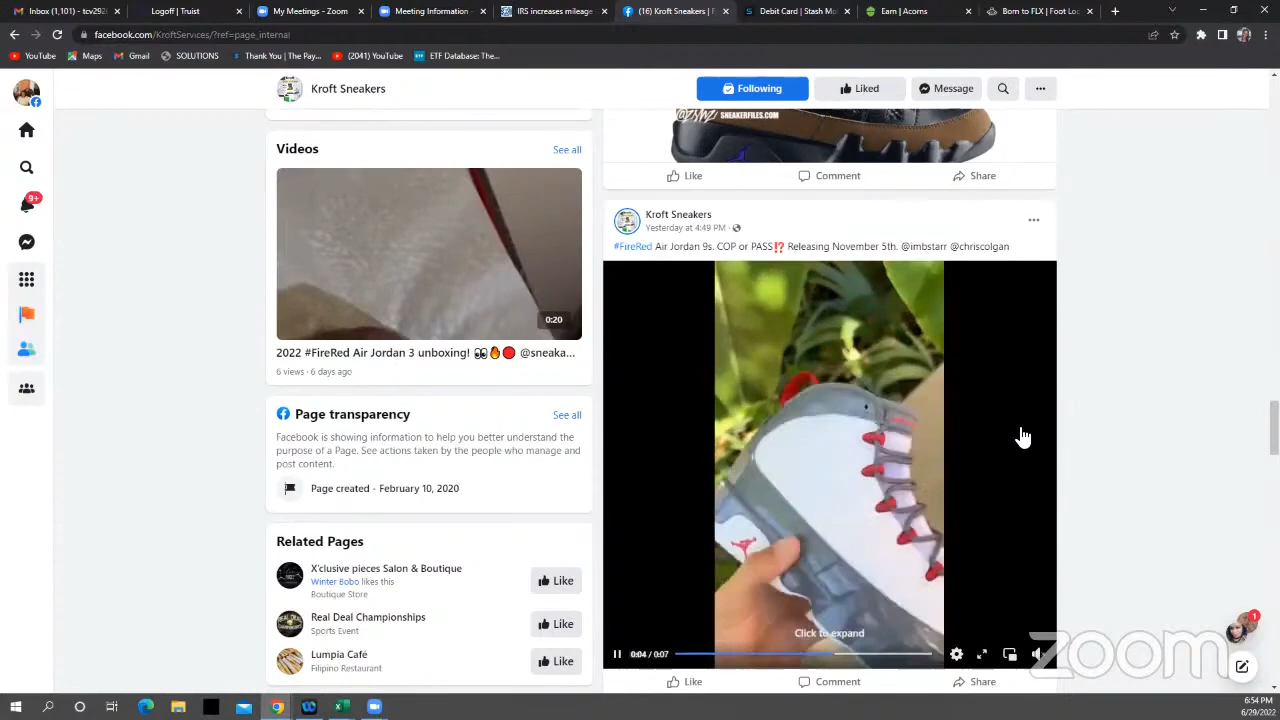 Inbox (1,101) - tcv292
Logoff | Trust
My Meetings - Zoom
Meeting Information -
IRS increases mileage
(16) Kroft Sneakers | F
Debit Card | Stash Mo
Earn | Acorns
Born to FLX | Foot Loc
facebook.com/KroftServices/?ref=page_internal
YouTube
Maps
Gmail
SOLUTIONS
Thank You | The Pay...
(2041) YouTube
ETF Database: The...
Kroft Sneakers
Following
Liked
Message
SNEAKERFILES.COM
Videos
See all
Like
Comment
Share
9+
Kroft Sneakers
Yesterday at 4:49 PM ·
#FireRed Air Jordan 9s. COP or PASS⁉️ Releasing November 5th. @imbstarr @chriscolgan
0:20
2022 #FireRed Air Jordan 3 unboxing! 👀🔥🔴 @sneaka...
6 views · 6 days ago
Page transparency
See all
Facebook is showing information to help you better understand the
purpose of a Page. See actions taken by the people who manage and
post content.
Page created - February 10, 2020
Related Pages
X'clusive pieces Salon & Boutique
Winter Bobo likes this
Boutique Store
Like
Real Deal Championships
Sports Event
Like
Lumpia Café
Filipino Restaurant
Like
Click to expand
0:04 / 0:07
1
zoom
Like
Comment
Share
6:54 PM
6/29/2022